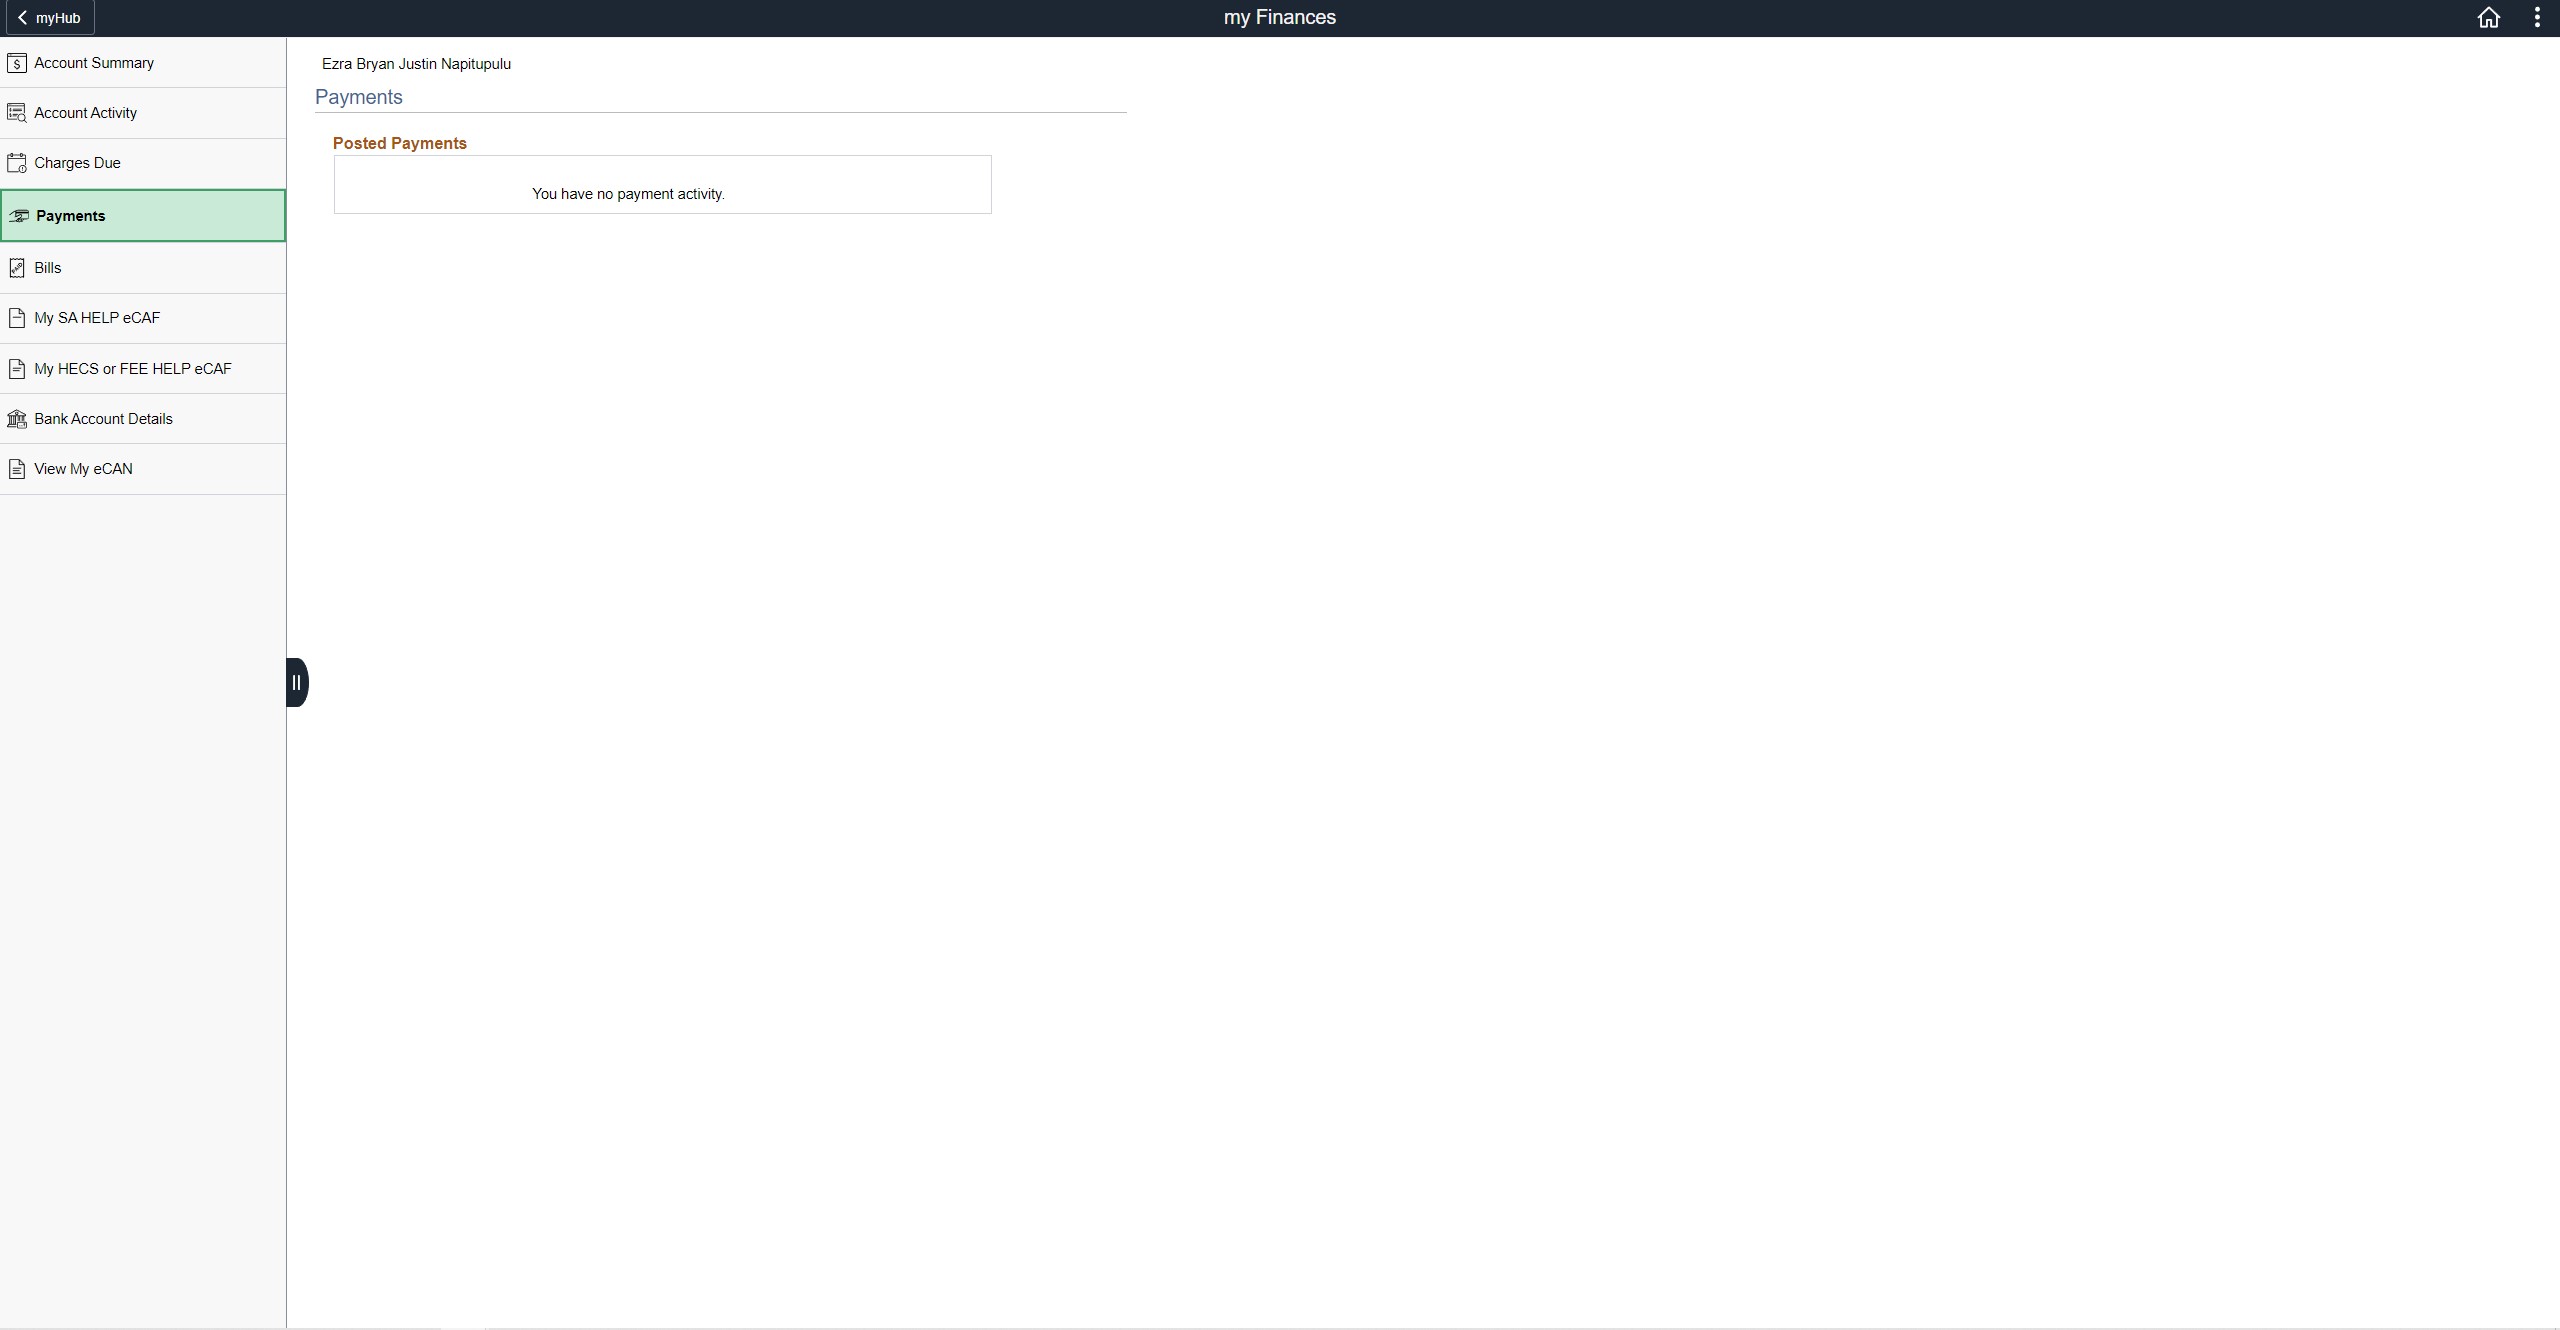 myHub
my Finances
Account Summary
Account Activity
Charges Due
Payments
Bills
My SA HELP eCAF
My HECS or FEE HELP eCAF
Bank Account Details
View My eCAN
Ezra Bryan Justin Napitupulu
Payments
Posted Payments
You have no payment activity.